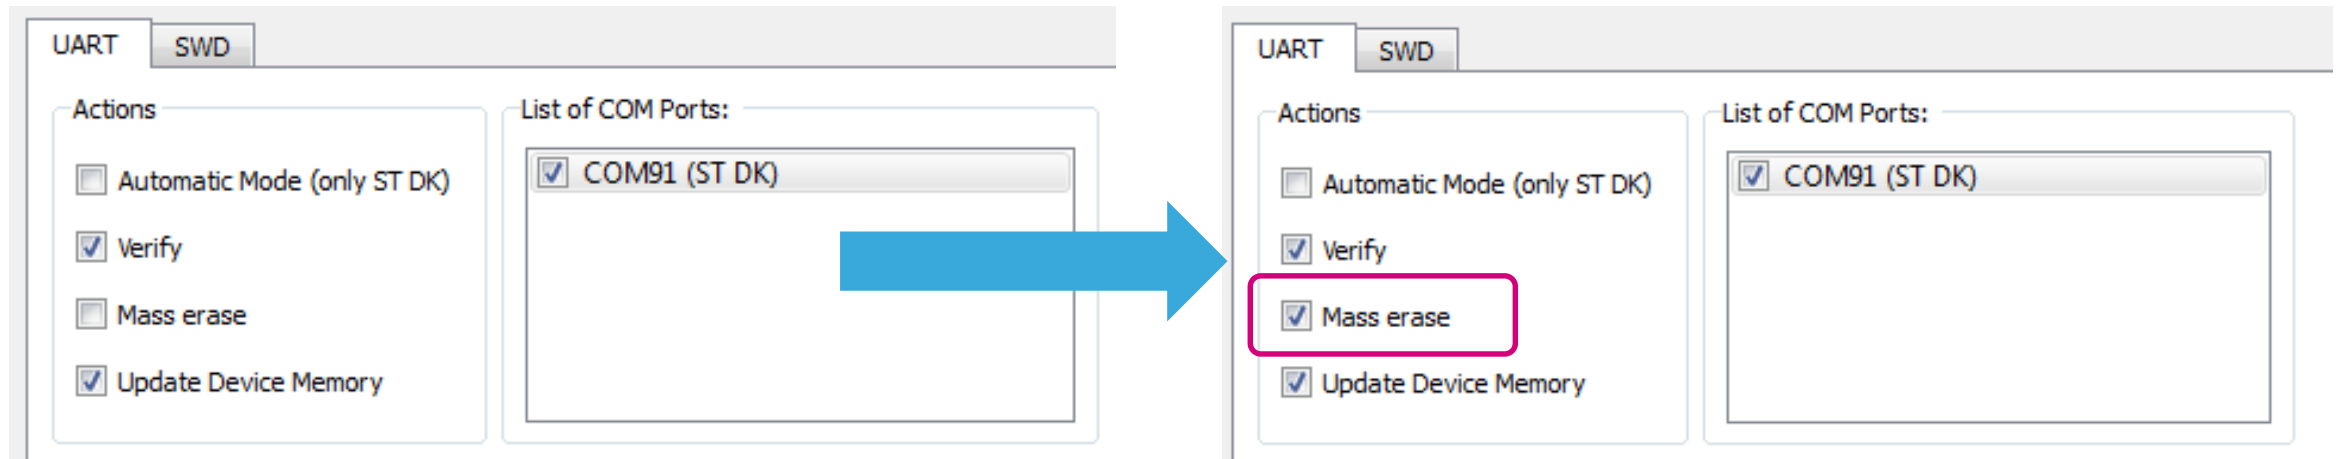 UART SWD
Actions
Automatic Mode (only ST DK)
Verify
Mass erase
Update Device Memory
List of COM Ports:
COM91 (ST DK)
UART SWD
Actions
Automatic Mode (only ST DK)
Verify
Mass erase
Update Device Memory
List of COM Ports:
COM91 (ST DK)